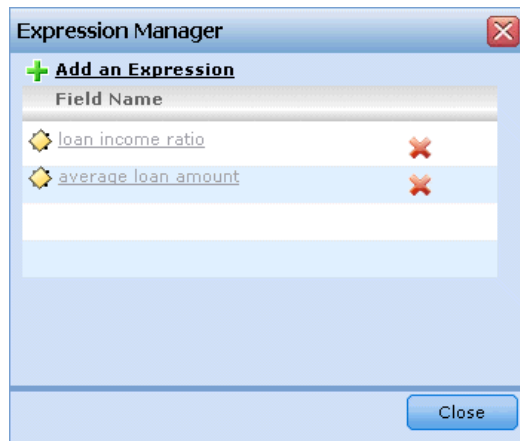 Expression Manager
Add an Expression
Field Name
loan income ratio
average loan amount
Close